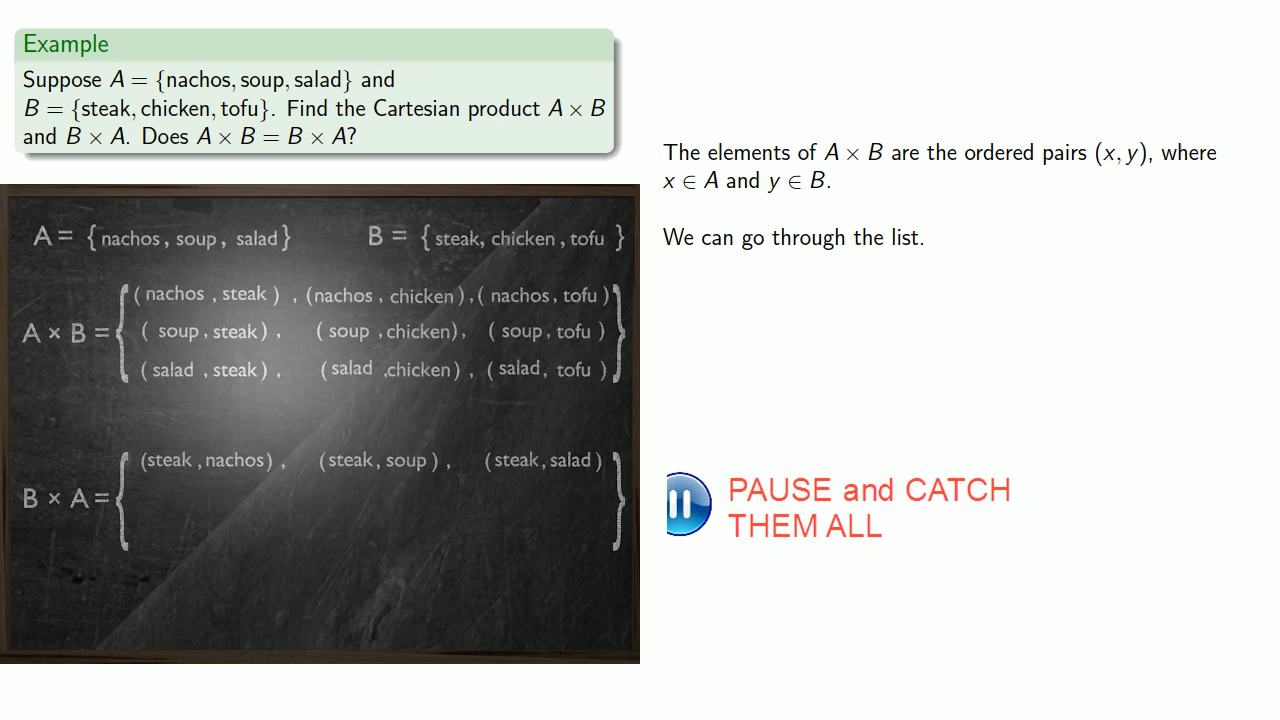 Example
Suppose A = {nachos, soup, salad} and
B = {steak, chicken, tofu}. Find the Cartesian product A × B
and B × A. Does A × B = B × A?
A = { nachos , soup , salad }
B = { steak, chicken , tofu }
A × B = { ( nachos , steak ) , (nachos , chicken) , ( nachos , tofu )
( soup , steak) , ( soup , chicken), ( soup , tofu )
( salad , steak) , (salad ,chicken) , ( salad, tofu ) }
B × A = { (steak , nachos) , (steak , soup ) , (steak , salad ) }
The elements of A × B are the ordered pairs (x, y), where
x ∈ A and y ∈ B.
We can go through the list.
PAUSE and CATCH
THEM ALL